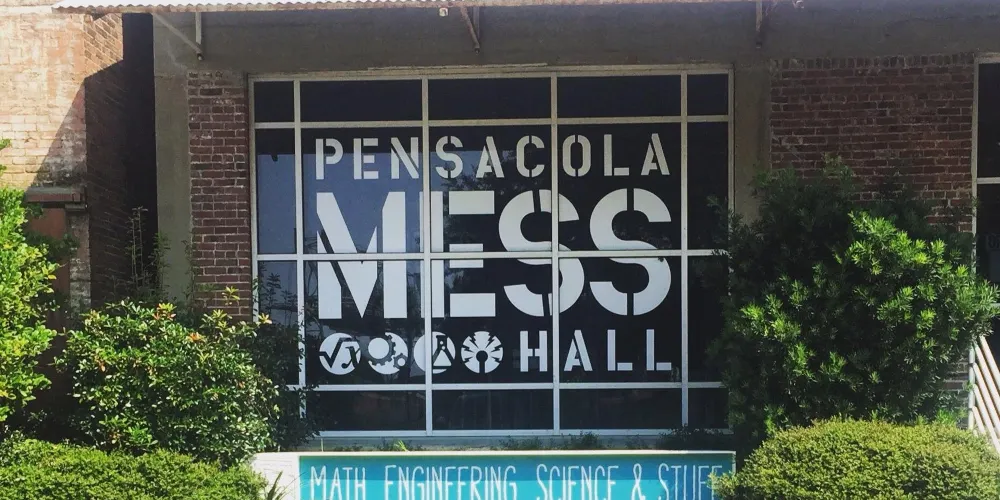 PENSACOLA
MESS
HALL
MATH ENGINEERING SCIENCE & STUFF